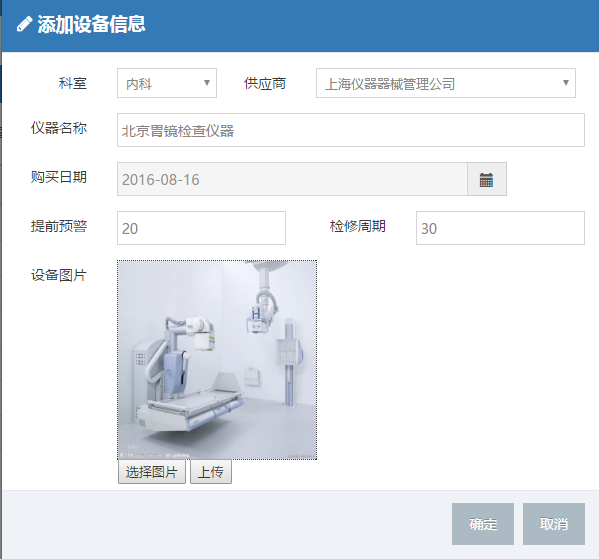 添加设备信息
科室 内科 供应商 上海仪器器械管理公司
仪器名称 北京胃镜检查仪器
购买日期 2016-08-16
提前预警 20 检修周期 30
设备图片
选择图片 上传
确定 取消